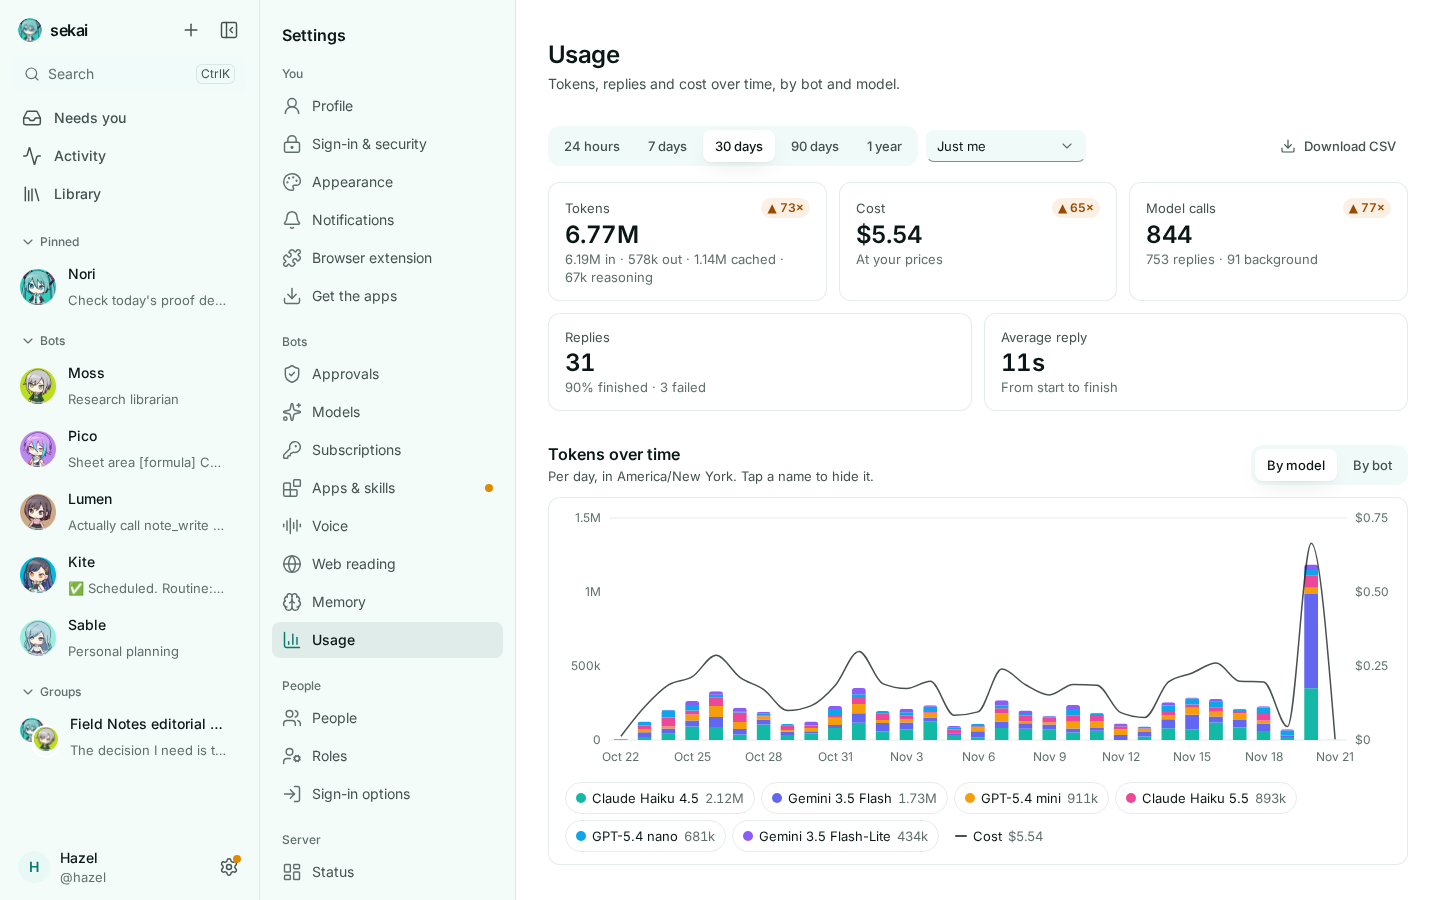 sekai
Search
CtrlK
Needs you
Activity
Library
Pinned
Nori
Check today's proof de...
Bots
Moss
Research librarian
Pico
Sheet area [formula] C...
Lumen
Actually call note_write ...
Kite
✅ Scheduled. Routine:...
Sable
Personal planning
Groups
Field Notes editorial ...
The decision I need is t...
H
Hazel
@hazel
Settings
You
Profile
Sign-in & security
Appearance
Notifications
Browser extension
Get the apps
Bots
Approvals
Models
Subscriptions
Apps & skills
Voice
Web reading
Memory
Usage
People
People
Roles
Sign-in options
Server
Status
Usage
Tokens, replies and cost over time, by bot and model.
24 hours 7 days 30 days 90 days 1 year
Just me
Download CSV
Tokens ▲ 73×
6.77M
6.19M in · 578k out · 1.14M cached ·
67k reasoning
Cost ▲ 65×
$5.54
At your prices
Model calls ▲ 77×
844
753 replies · 91 background
Replies
31
90% finished · 3 failed
Average reply
11s
From start to finish
Tokens over time
Per day, in America/New York. Tap a name to hide it.
By model By bot
1.5M $0.75
1M $0.50
500k $0.25
0 $0
Oct 22 Oct 25 Oct 28 Oct 31 Nov 3 Nov 6 Nov 9 Nov 12 Nov 15 Nov 18 Nov 21
Claude Haiku 4.5 2.12M Gemini 3.5 Flash 1.73M GPT-5.4 mini 911k Claude Haiku 5.5 893k
GPT-5.4 nano 681k Gemini 3.5 Flash-Lite 434k Cost $5.54